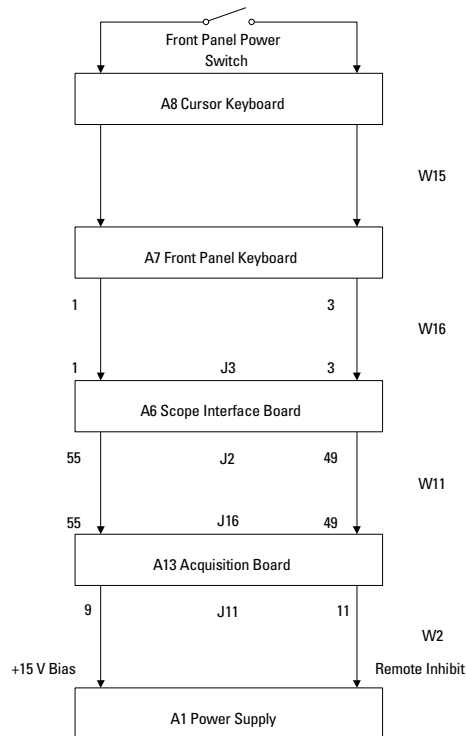 Front Panel Power
Switch
A8 Cursor Keyboard
W15
A7 Front Panel Keyboard
1 3
W16
1 J3 3
A6 Scope Interface Board
55 J2 49
W11
55 J16 49
A13 Acquisition Board
9 J11 11
W2
+15 V Bias Remote Inhibit
A1 Power Supply